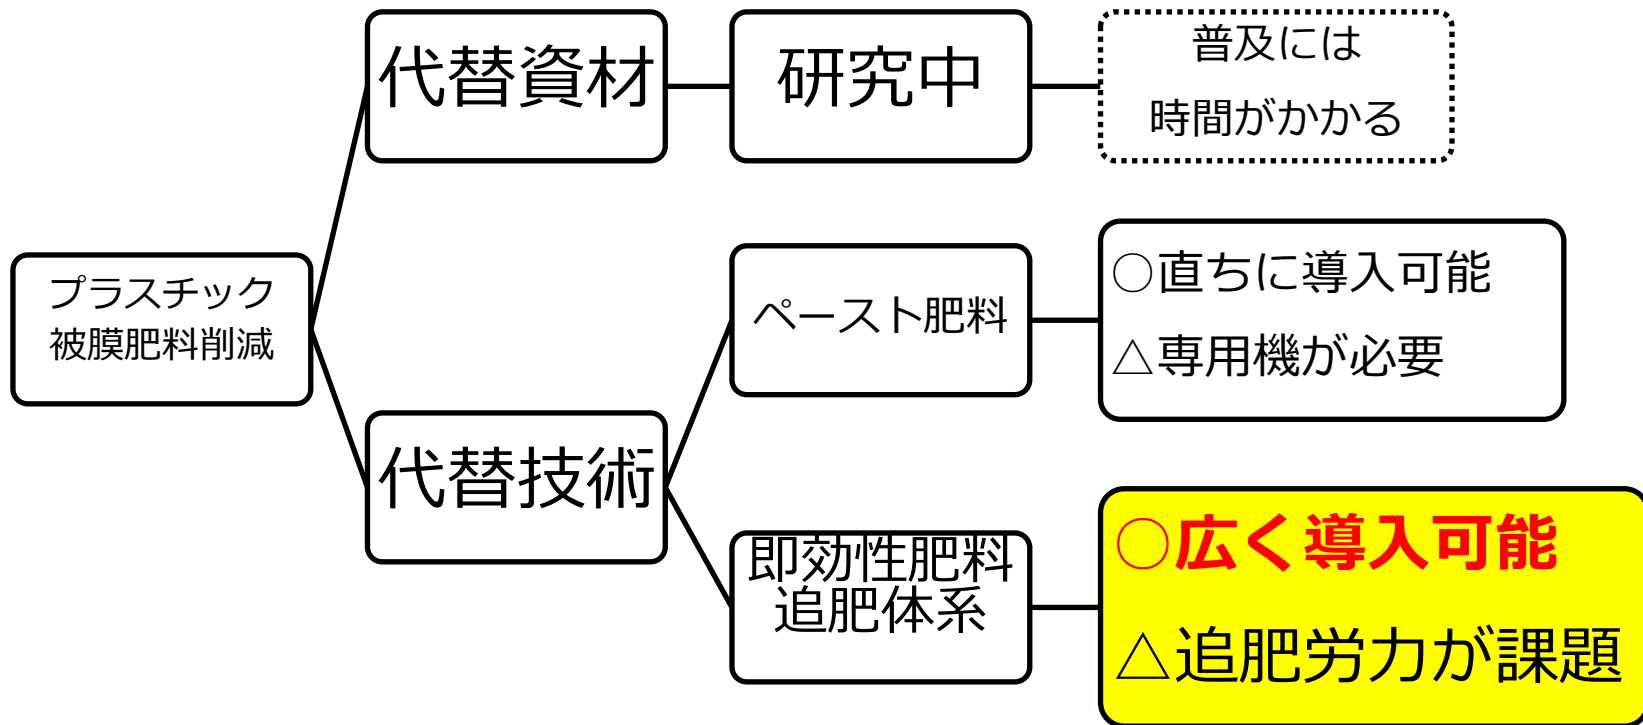 代替資材
研究中
普及には
時間がかかる
プラスチック
被膜肥料削減
ペースト肥料
○直ちに導入可能
△専用機が必要
代替技術
即効性肥料
追肥体系
○広く導入可能
△追肥労力が課題